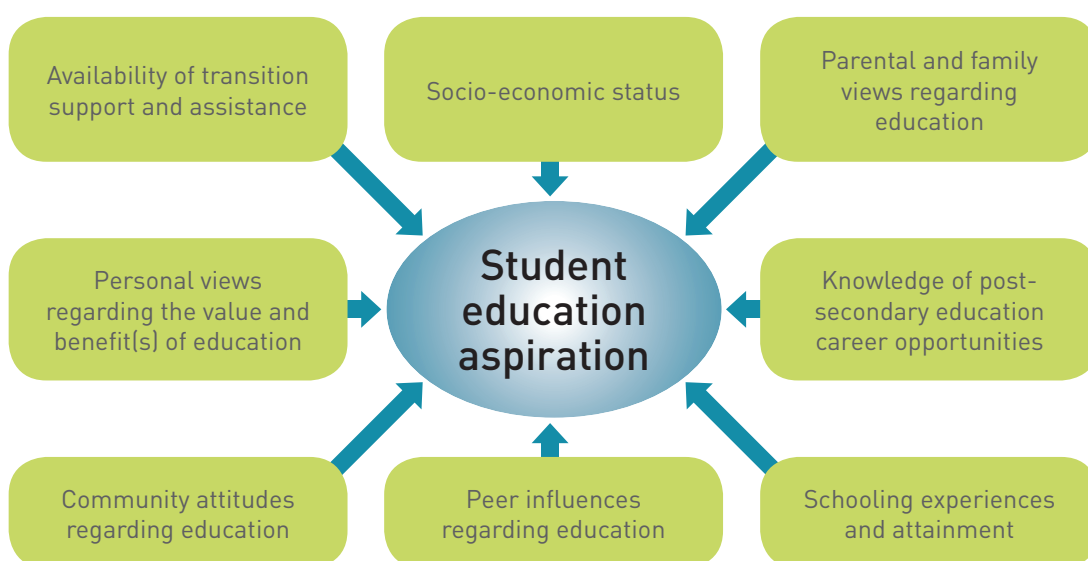 Availability of transition
support and assistance
Socio-economic status
Parental and family
views regarding
education
Personal views
regarding the value and
benefit(s) of education
Student
education
aspiration
Knowledge of post-
secondary education
career opportunities
Community attitudes
regarding education
Peer influences
regarding education
Schooling experiences
and attainment